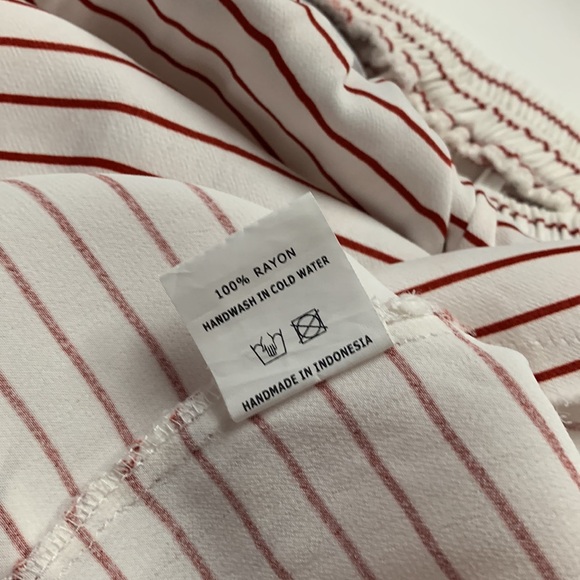 100% RAYON
HANDWASH IN COLD WATER
HANDMADE IN INDONESIA